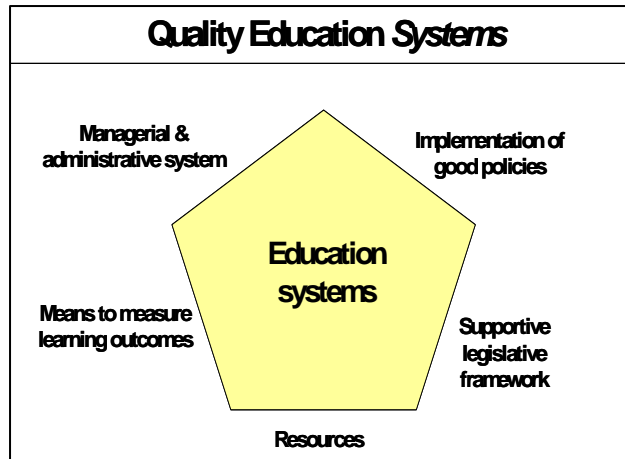 Quality Education Systems
Managerial &
administrative system
Implementation of
good policies
Education
systems
Means to measure
learning outcomes
Supportive
legislative
framework
Resources